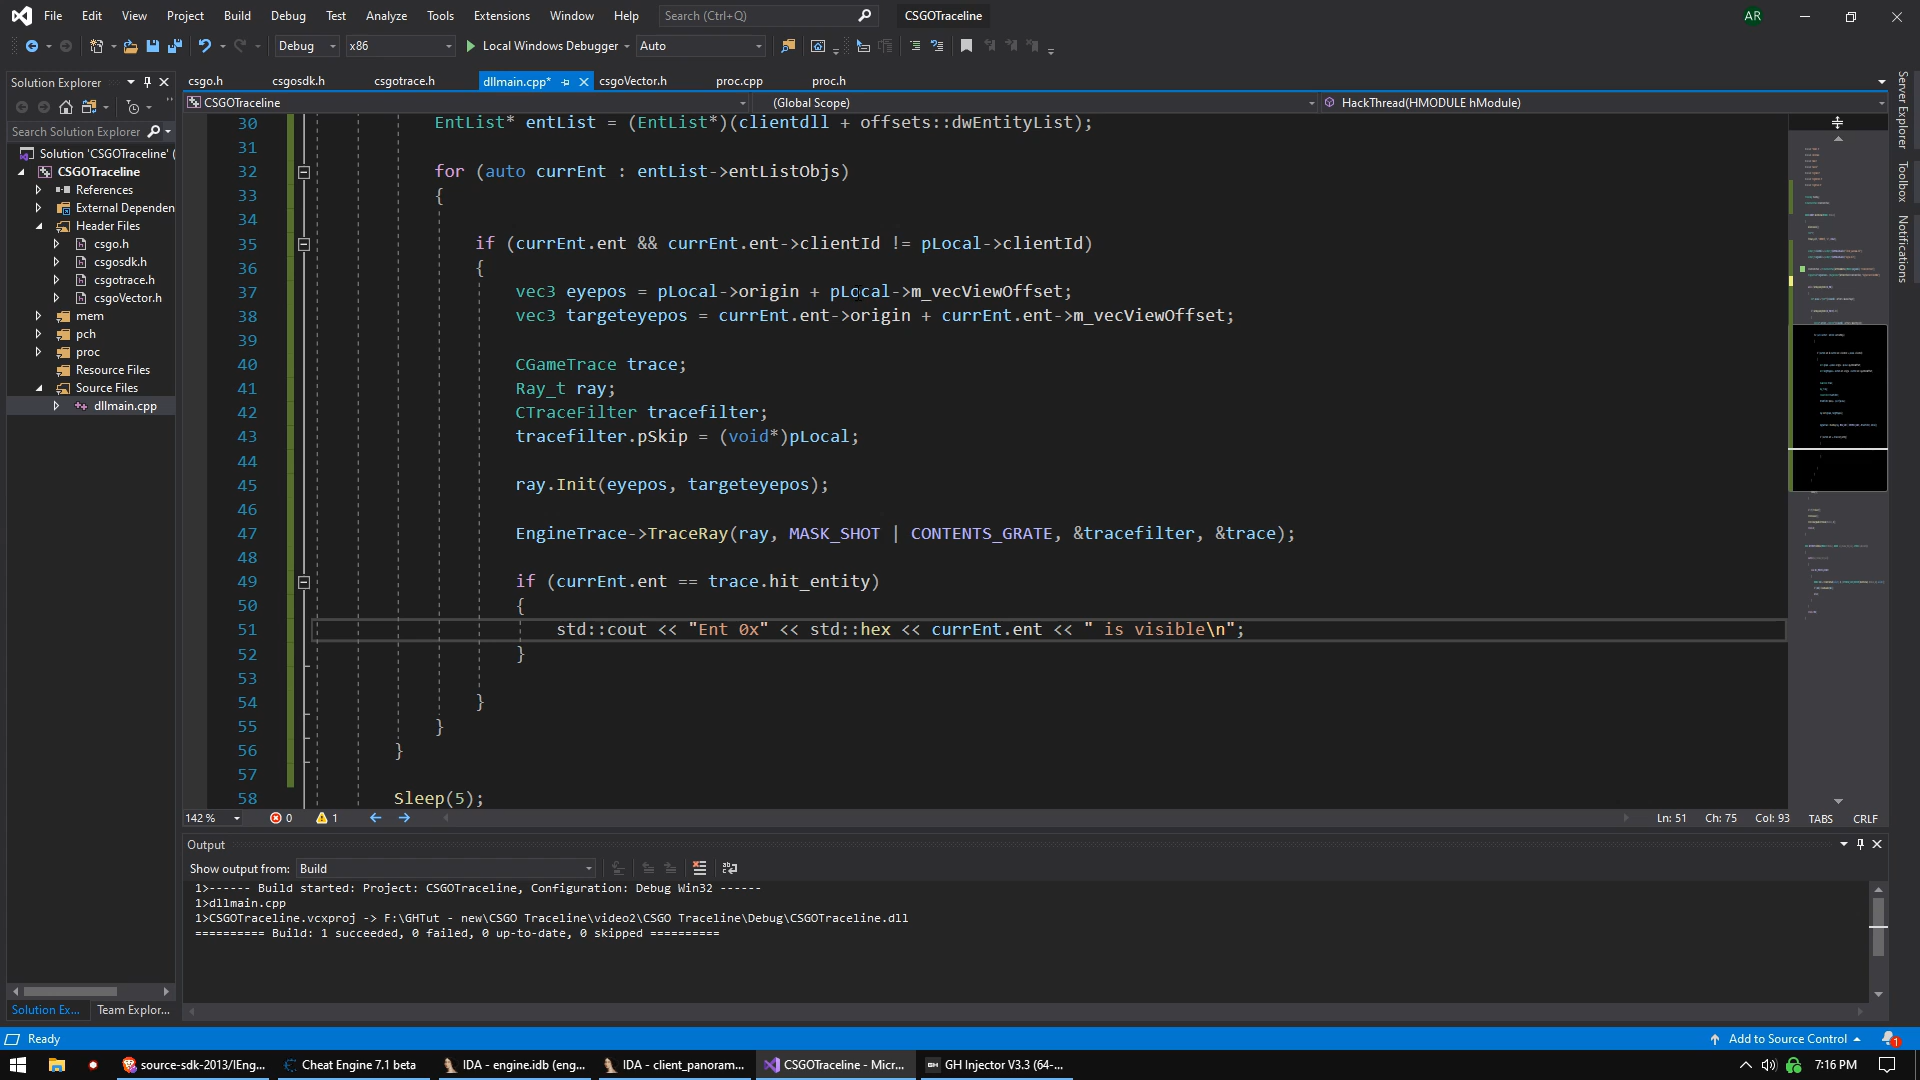 File Edit View Project Build Debug Test Analyze Tools Extensions Window Help Search (Ctrl+Q) CSGOTraceline AR
Debug x86 Local Windows Debugger Auto
Solution Explorer
Search Solution Explorer
Solution 'CSGOTraceline' (
CSGOTraceline
References
External Dependen
Header Files
csgo.h
csgosdk.h
csgotrace.h
csgoVector.h
mem
pch
proc
Resource Files
Source Files
dllmain.cpp
Solution Ex... Team Explor...
csgo.h csgosdk.h csgotrace.h dllmain.cpp* csgoVector.h proc.cpp proc.h
CSGOTraceline (Global Scope) HackThread(HMODULE hModule)
30 EntList* entList = (EntList*)(clientdll + offsets::dwEntityList);
31
32 for (auto currEnt : entList->entListObjs)
33 {
34
35 if (currEnt.ent && currEnt.ent->clientId != pLocal->clientId)
36 {
37 vec3 eyepos = pLocal->origin + pLocal->m_vecViewOffset;
38 vec3 targeteyepos = currEnt.ent->origin + currEnt.ent->m_vecViewOffset;
39
40 CGameTrace trace;
41 Ray_t ray;
42 CTraceFilter tracefilter;
43 tracefilter.pSkip = (void*)pLocal;
44
45 ray.Init(eyepos, targeteyepos);
46
47 EngineTrace->TraceRay(ray, MASK_SHOT | CONTENTS_GRATE, &tracefilter, &trace);
48
49 if (currEnt.ent == trace.hit_entity)
50 {
51 std::cout << "Ent 0x" << std::hex << currEnt.ent << " is visible\n";
52 }
53
54 }
55 }
56 }
57
58 Sleep(5);
142 % 0 1 Ln: 51 Ch: 75 Col: 93 TABS CRLF
Server Explorer
Toolbox
Notifications
Output
Show output from: Build
1>------ Build started: Project: CSGOTraceline, Configuration: Debug Win32 ------
1>dllmain.cpp
1>CSGOTraceline.vcxproj -> F:\GHTut - new\CSGO Traceline\video2\CSGO Traceline\Debug\CSGOTraceline.dll
========== Build: 1 succeeded, 0 failed, 0 up-to-date, 0 skipped ==========
Ready Add to Source Control 1
source-sdk-2013/IEng... Cheat Engine 7.1 beta IDA - engine.idb (eng... IDA - client_panoram... CSGOTraceline - Micr... GH Injector V3.3 (64-... 7:16 PM